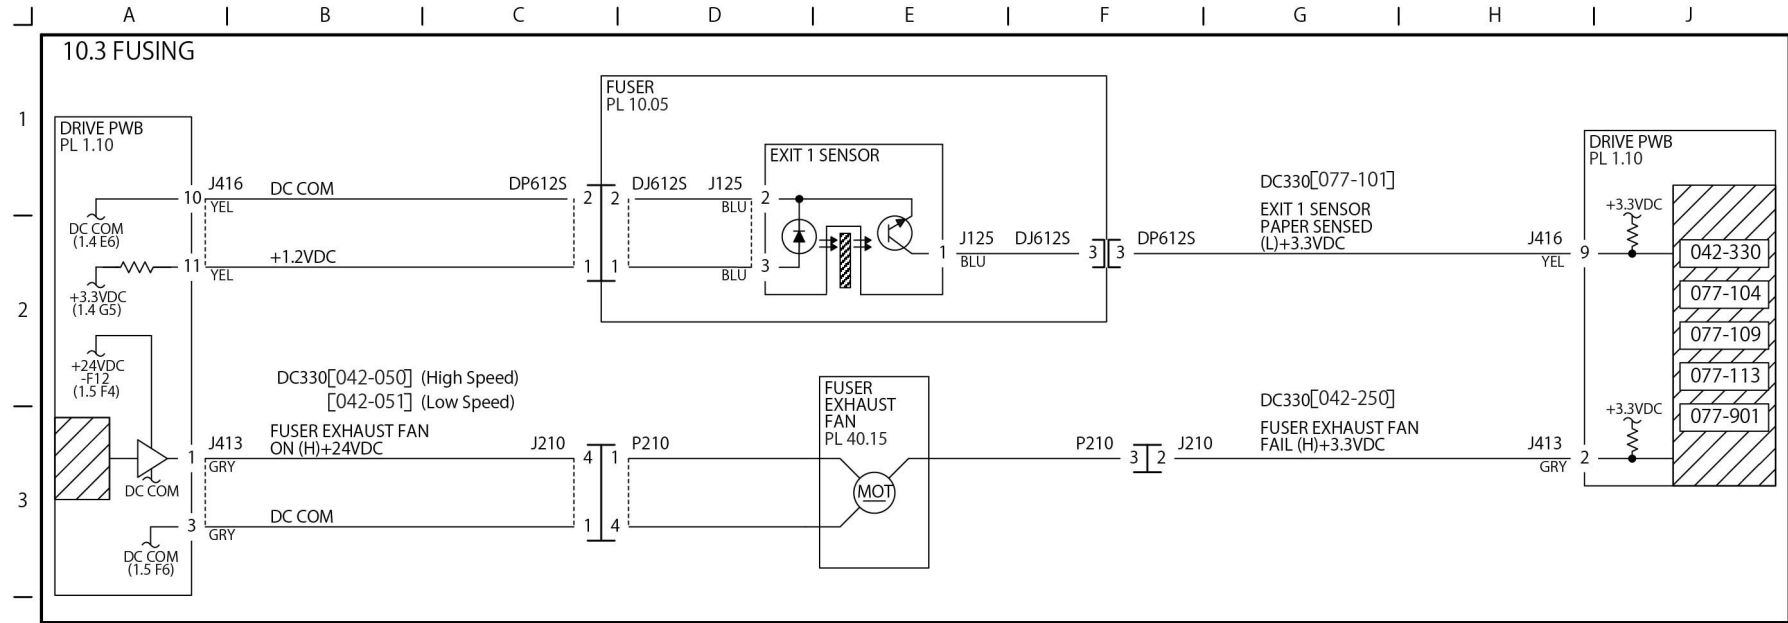 A B C D E F G H J
10.3 FUSING
1
2
3
DRIVE PWB
PL 1.10
10
J416
YEL
DC COM
DC COM
(1.4 E6)
11
YEL
+1.2VDC
+3.3VDC
(1.4 G5)
+24VDC
-F12
(1.5 F4)
DC330[042-050] (High Speed)
[042-051] (Low Speed)
1
J413
GRY
FUSER EXHAUST FAN
ON (H)+24VDC
DC COM
3
GRY
DC COM
DC COM
(1.5 F6)
FUSER
PL 10.05
DP612S
2
2
DJ612S
J125
BLU
2
1
1
BLU
3
EXIT 1 SENSOR
1
J125
BLU
DJ612S
3
3
DP612S
J210
4
1
P210
1
4
FUSER
EXHAUST
FAN
PL 40.15
MOT
P210
3
2
J210
DC330[077-101]
EXIT 1 SENSOR
PAPER SENSED
(L)+3.3VDC
J416
YEL
9
DC330[042-250]
FUSER EXHAUST FAN
FAIL (H)+3.3VDC
J413
GRY
2
DRIVE PWB
PL 1.10
+3.3VDC
042-330
077-104
077-109
077-113
077-901
+3.3VDC